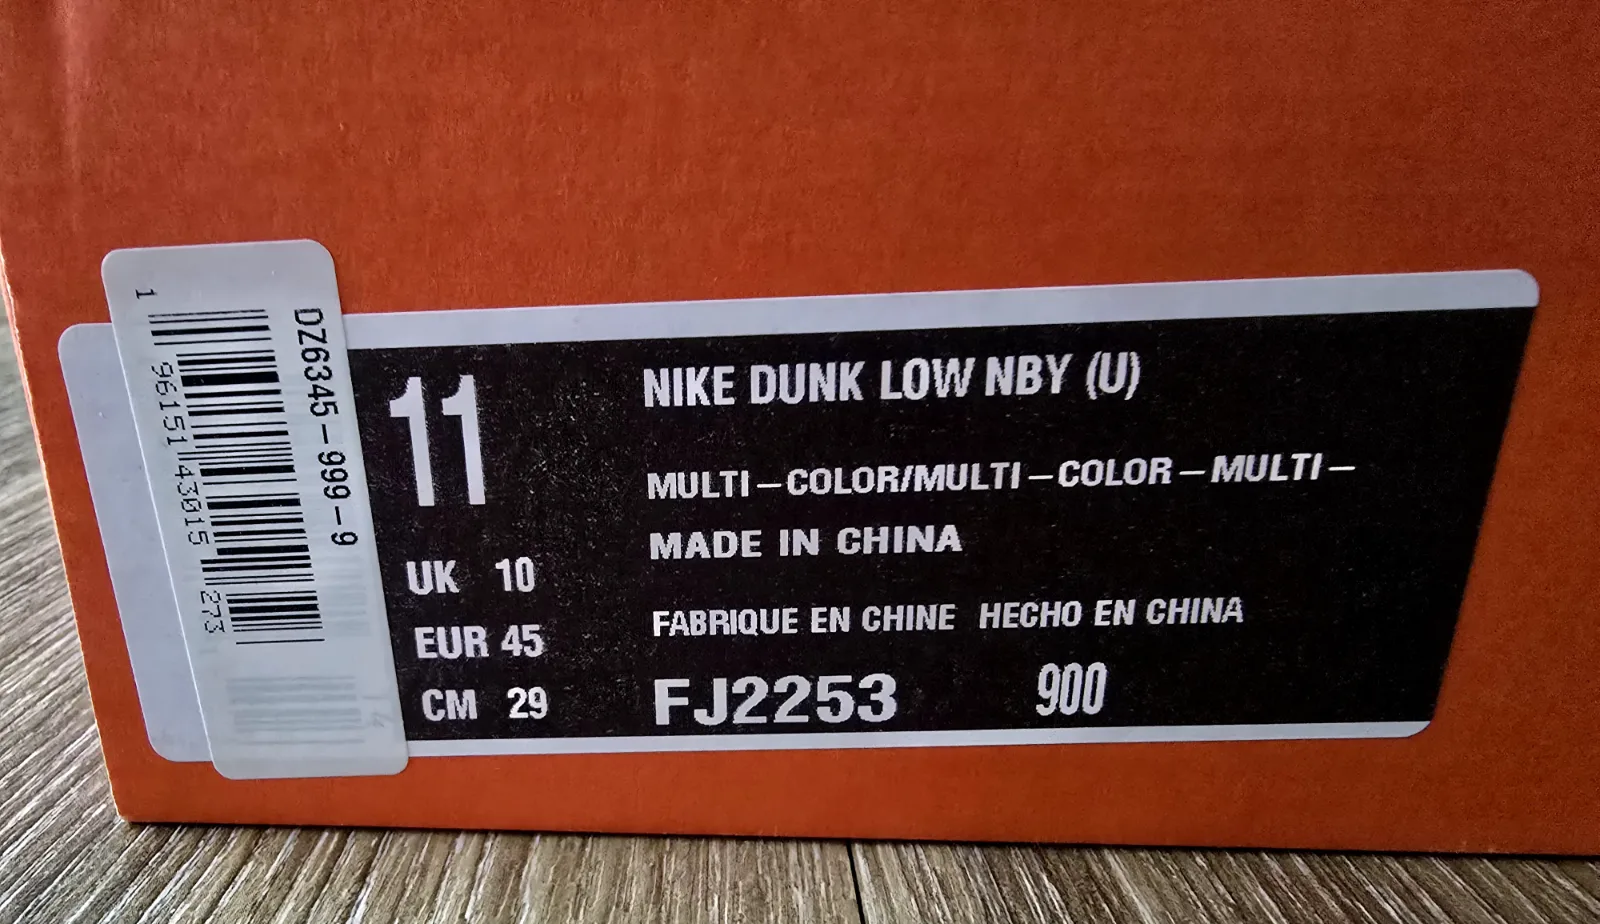 DZ6345-999-9
1 96151 43015 273
11
UK 10
EUR 45
CM 29
NIKE DUNK LOW NBY (U)
MULTI-COLOR/MULTI-COLOR-MULTI-
MADE IN CHINA
FABRIQUE EN CHINE HECHO EN CHINA
FJ2253 900